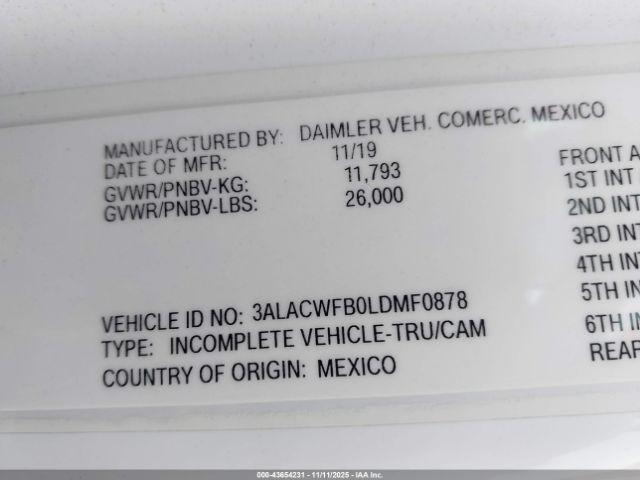 MANUFACTURED BY: DAIMLER VEH. COMERC. MEXICO
DATE OF MFR: 11/19
GVWR/PNBV-KG: 11,793
GVWR/PNBV-LBS: 26,000
VEHICLE ID NO: 3ALACWFB0LDMF0878
TYPE: INCOMPLETE VEHICLE-TRU/CAM
COUNTRY OF ORIGIN: MEXICO
FRONT A
1ST INT
2ND INT
3RD INT
4TH IN
5TH IN
6TH I
REAR
000-43654231 - 11/11/2025 - IAA Inc.